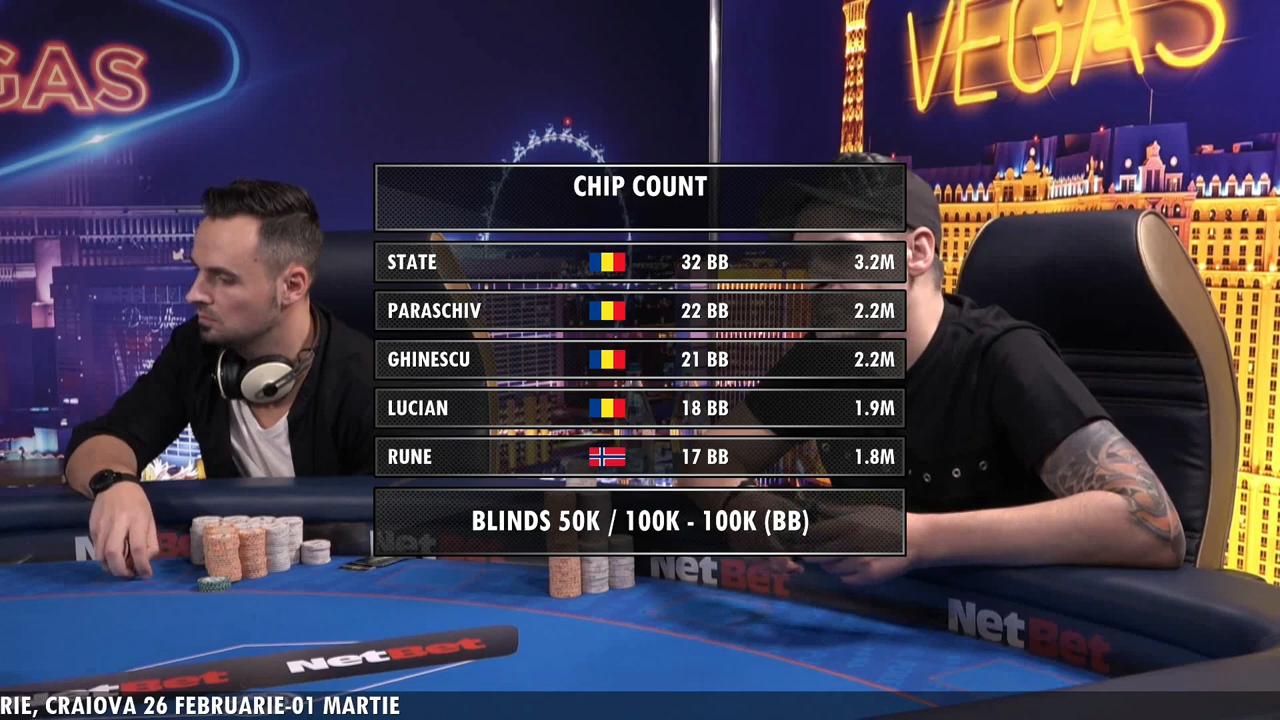 GAS
VEGAS
CHIP COUNT
STATE 32 BB 3.2M
PARASCHIV 22 BB 2.2M
GHINESCU 21 BB 2.2M
LUCIAN 18 BB 1.9M
RUNE 17 BB 1.8M
BLINDS 50K / 100K - 100K (BB)
NetBet
NetBet
NetBet
NetBet
RIE, CRAIOVA 26 FEBRUARIE-01 MARTIE